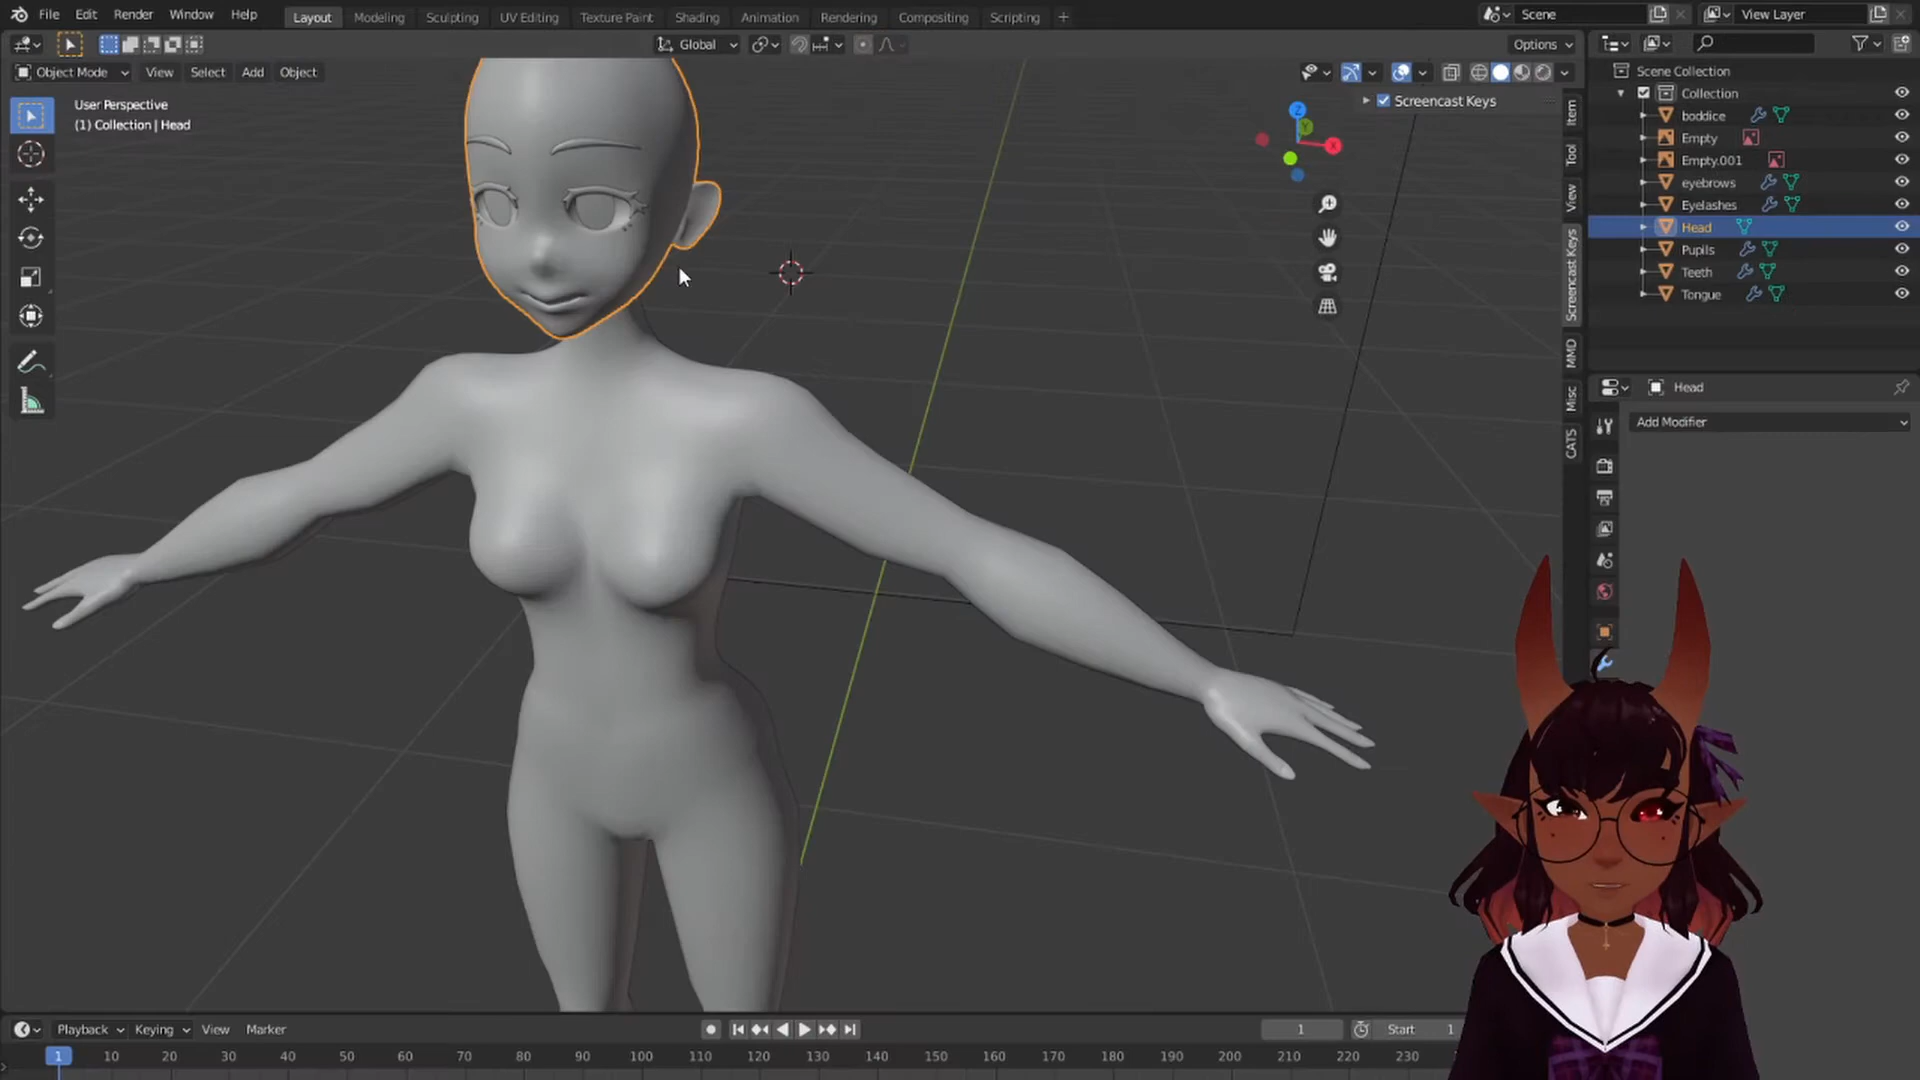 File Edit Render Window Help Layout Modeling Sculpting UV Editing Texture Paint Shading Animation Rendering Compositing Scripting + Scene View Layer
Global Options
Object Mode View Select Add Object
User Perspective
(1) Collection | Head
Z
Y
X
Screencast Keys
Item
Tool
View
Screencast Keys
MMD
Misc
CATS
Scene Collection
Collection
boddice
Empty
Empty.001
eyebrows
Eyelashes
Head
Pupils
Teeth
Tongue
Head
Add Modifier
Playback Keying View Marker 1 Start 1
1 10 20 30 40 50 60 70 80 90 100 110 120 130 140 150 160 170 180 190 200 210 220 230